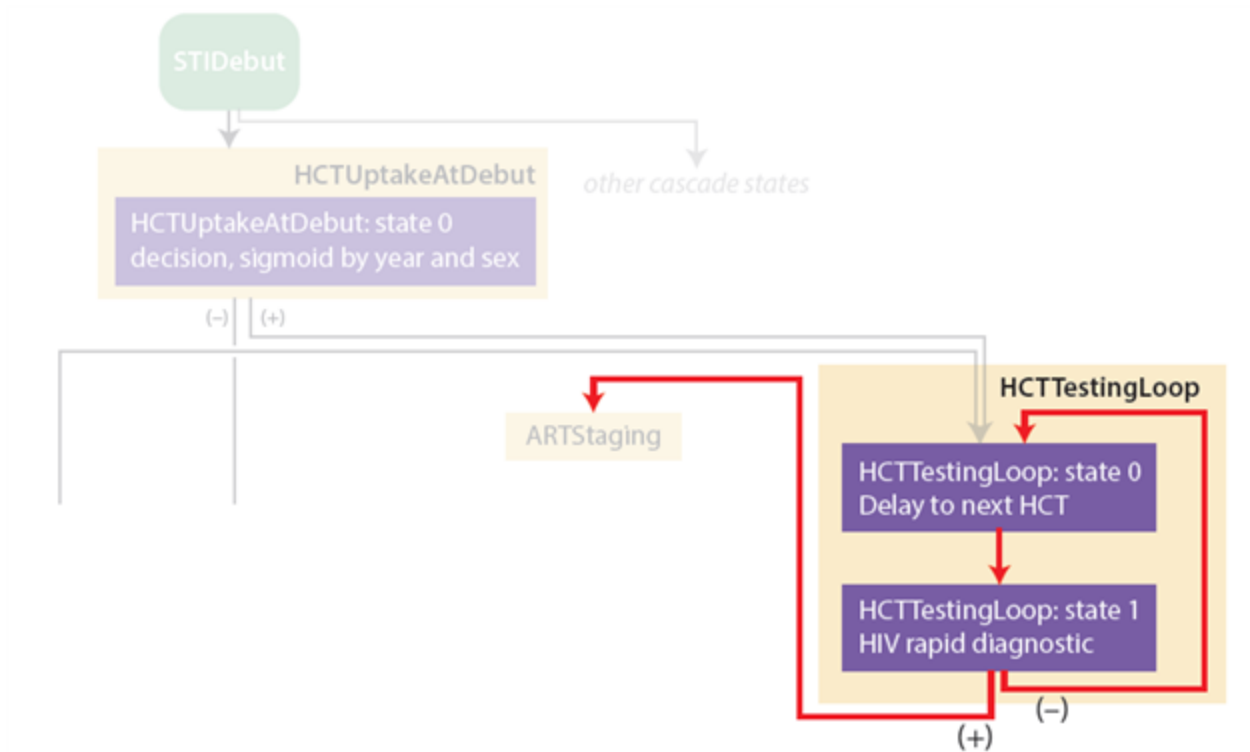 STIDebut
HCTUptakeAtDebut
other cascade states
HCTUptakeAtDebut: state 0
decision, sigmoid by year and sex
(–) (+)
HCTTestingLoop
ARTStaging
HCTTestingLoop: state 0
Delay to next HCT
HCTTestingLoop: state 1
HIV rapid diagnostic
(–)
(+)